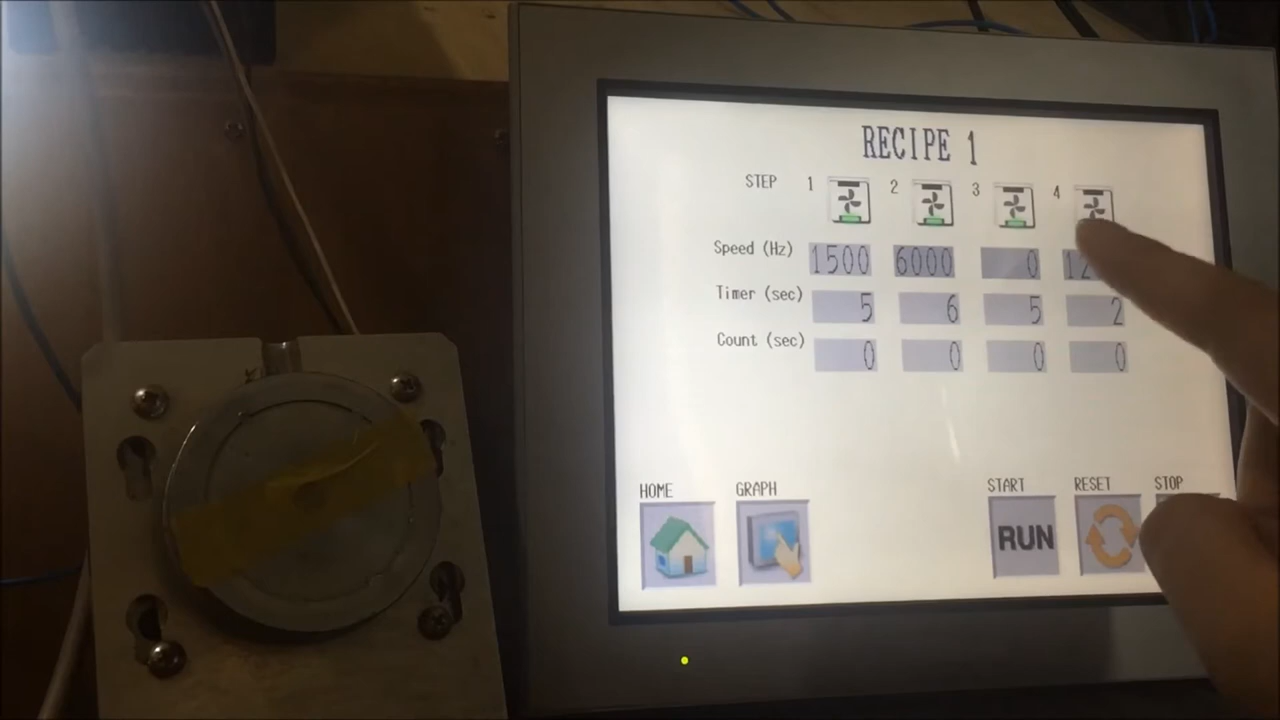 RECIPE 1
STEP 1 2 3 4
Speed (Hz) 1500 6000 0
Timer (sec) 5 6 5 2
Count (sec) 0 0 0 0
HOME GRAPH START RESET STOP
RUN